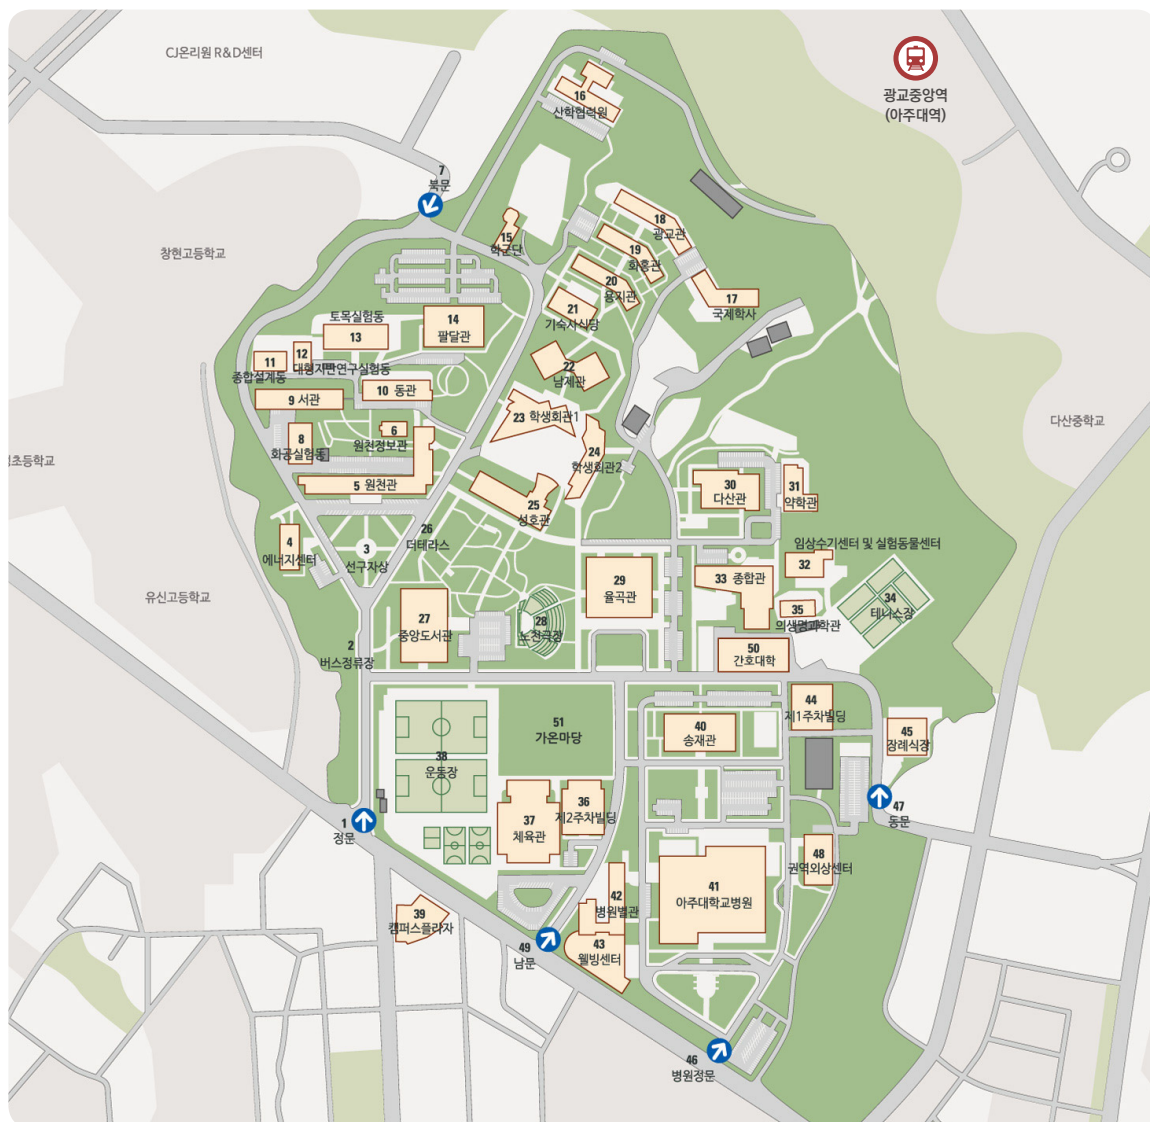 CJ온리원 R&D센터
광교중앙역
(아주대역)
16
산학협력원
7
북문
창현고등학교
15
학군단
18
광교관
19
화홍관
20
용지관
17
국제학사
21
기숙사식당
토목실험동
13
14
팔달관
12
대형지반연구실험동
11
종합설계동
22
남제관
10 동관
9 서관
23 학생회관1
다산중학교
6
원천정보관
8
화공실험동
24
학생회관2
초등학교
5 원천관
30
다산관
31
약학관
25
성호관
26
더테라스
4
에너지센터
3
선구자상
임상수기센터 및 실험동물센터
32
29
율곡관
33 종합관
유신고등학교
34
테니스장
35
의생명과학관
27
중앙도서관
28
노천극장
2
버스정류장
50
간호대학
44
제1주차빌딩
51
가온마당
40
송재관
45
장례식장
38
운동장
36
제2주차빌딩
37
체육관
47
동문
1
정문
48
권역외상센터
41
아주대학교병원
42
병원별관
39
캠퍼스플라자
49
남문
43
웰빙센터
46
병원정문